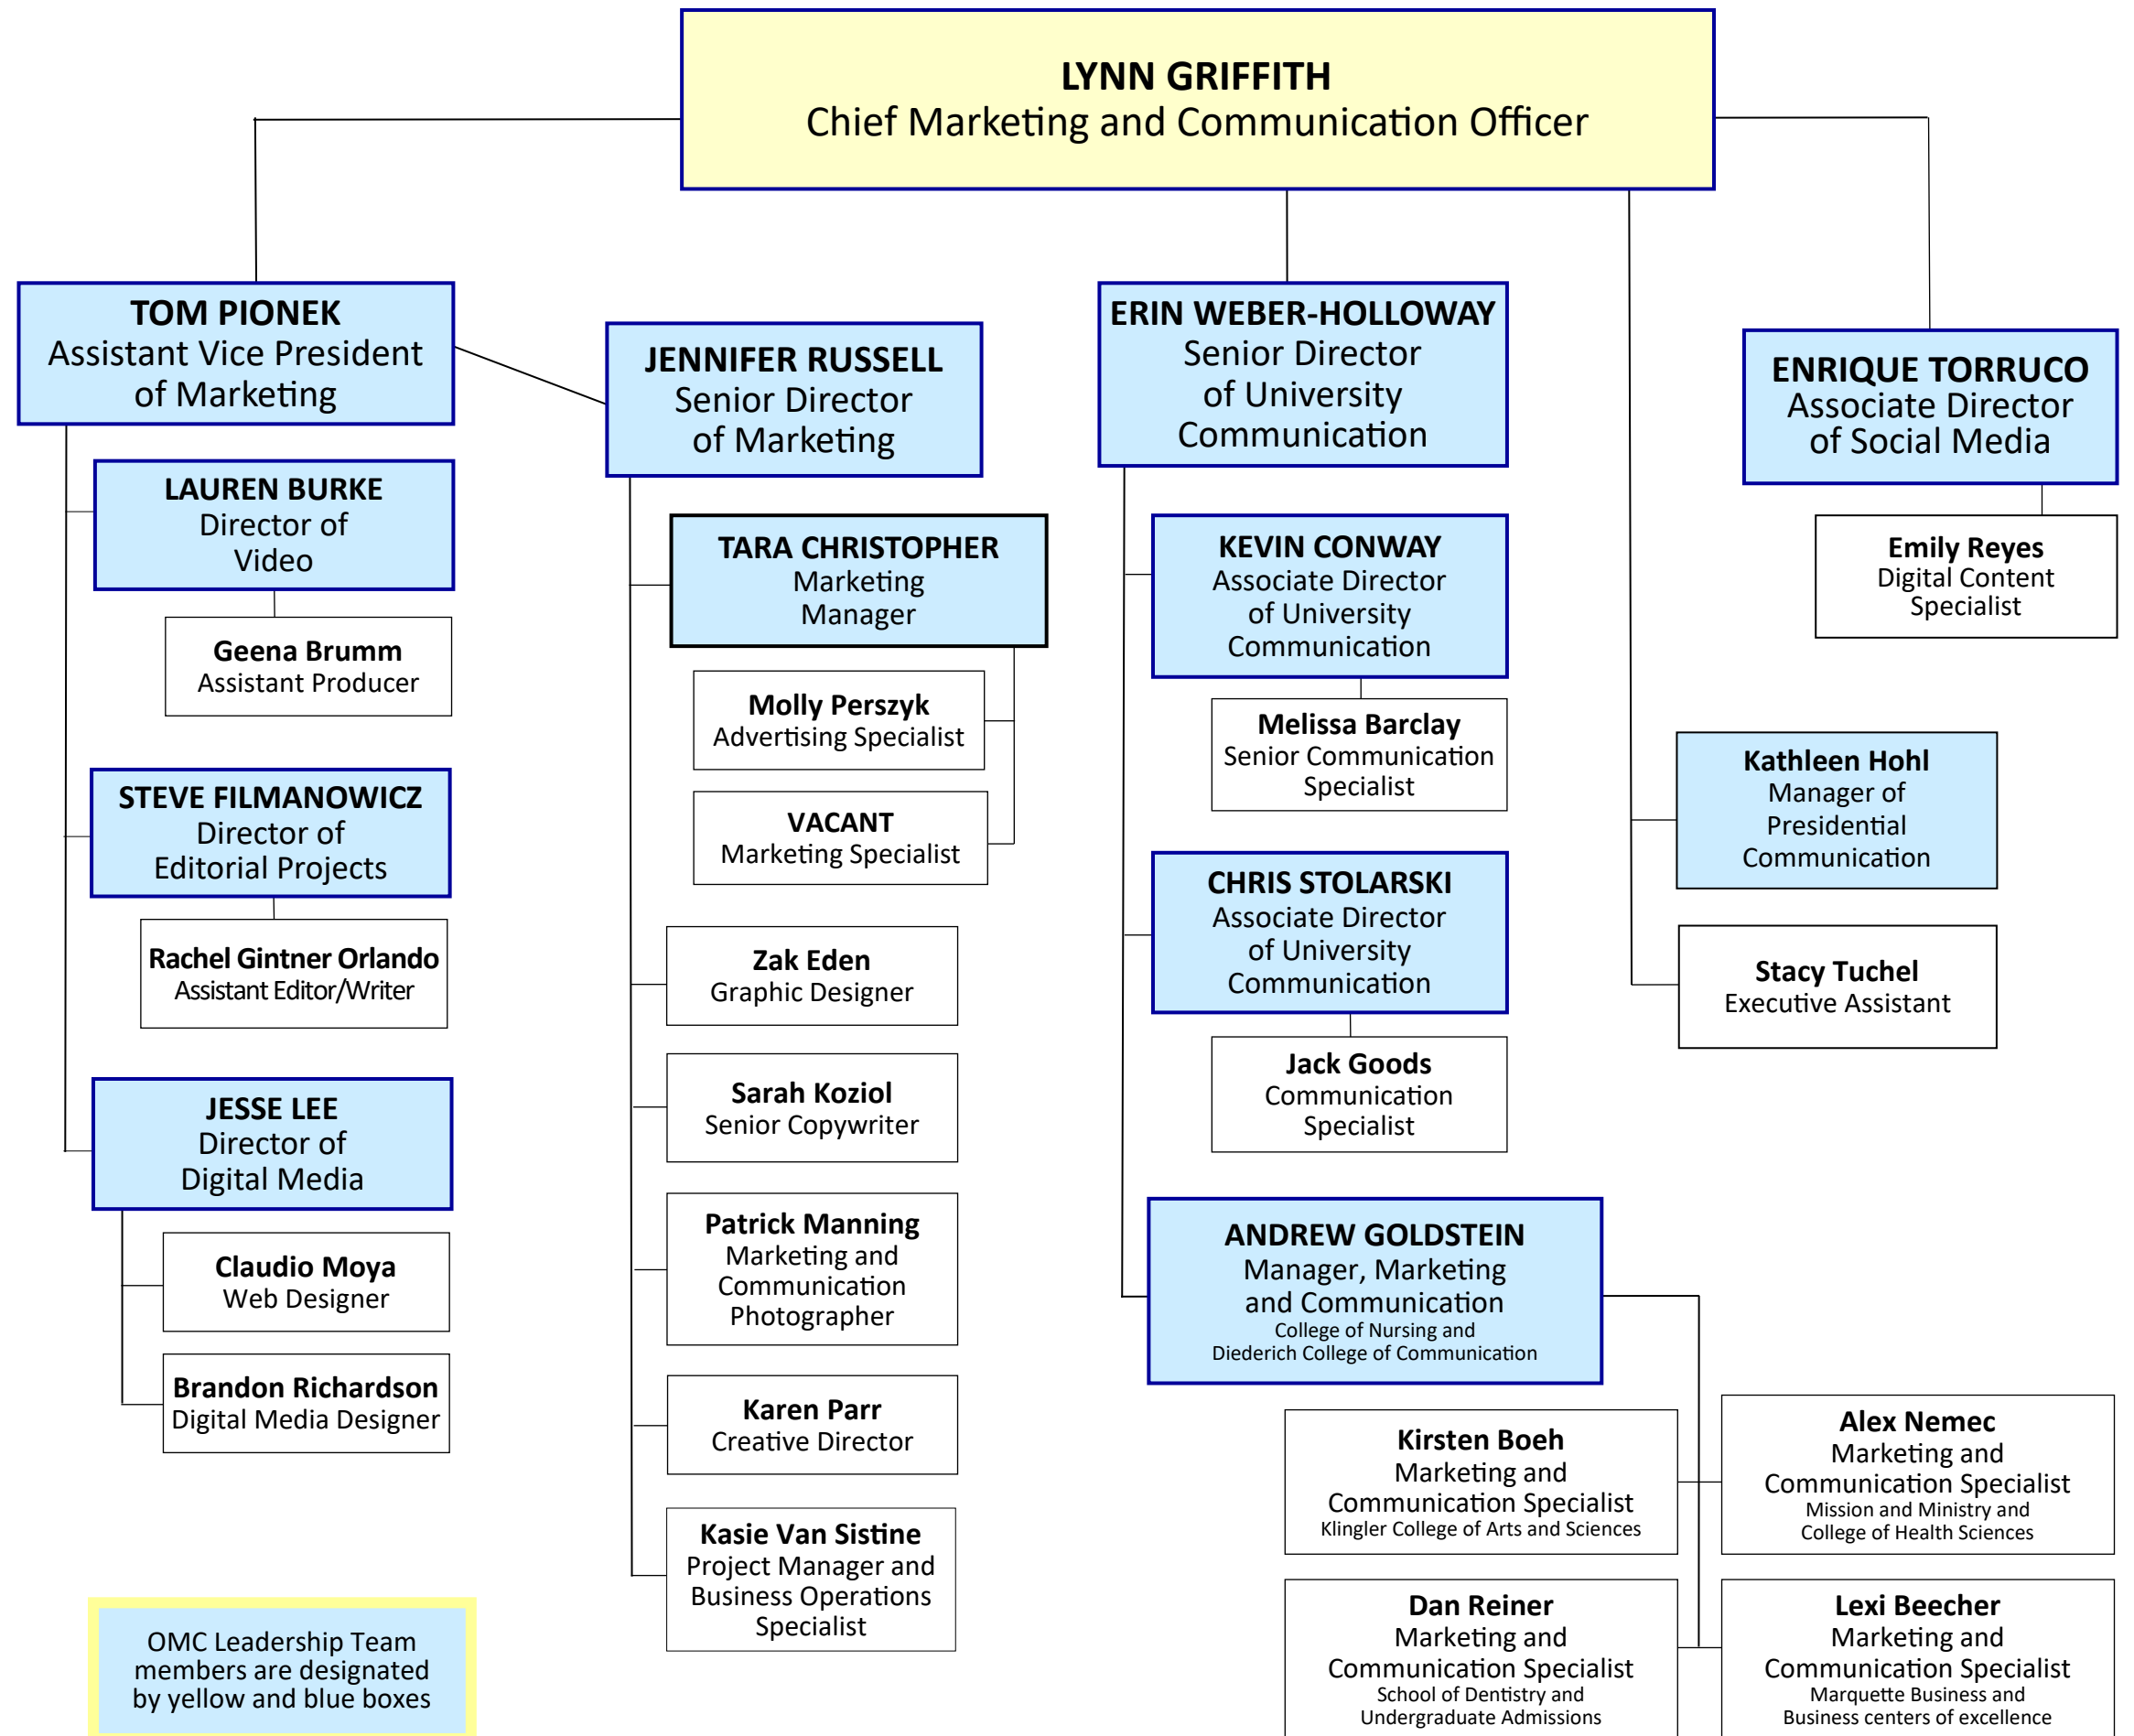 LYNN GRIFFITH
Chief Marketing and Communication Officer
TOM PIONEK
Assistant Vice President
of Marketing
LAUREN BURKE
Director of
Video
Geena Brumm
Assistant Producer
STEVE FILMANOWICZ
Director of
Editorial Projects
Rachel Gintner Orlando
Assistant Editor/Writer
JESSE LEE
Director of
Digital Media
Claudio Moya
Web Designer
Brandon Richardson
Digital Media Designer
JENNIFER RUSSELL
Senior Director
of Marketing
TARA CHRISTOPHER
Marketing
Manager
Molly Perszyk
Advertising Specialist
VACANT
Marketing Specialist
Zak Eden
Graphic Designer
Sarah Koziol
Senior Copywriter
Patrick Manning
Marketing and
Communication
Photographer
Karen Parr
Creative Director
Kasie Van Sistine
Project Manager and
Business Operations
Specialist
ERIN WEBER-HOLLOWAY
Senior Director
of University
Communication
KEVIN CONWAY
Associate Director
of University
Communication
Melissa Barclay
Senior Communication
Specialist
CHRIS STOLARSKI
Associate Director
of University
Communication
Jack Goods
Communication
Specialist
ANDREW GOLDSTEIN
Manager, Marketing
and Communication
College of Nursing and
Diederich College of Communication
Kirsten Boeh
Marketing and
Communication Specialist
Klingler College of Arts and Sciences
Alex Nemec
Marketing and
Communication Specialist
Mission and Ministry and
College of Health Sciences
Dan Reiner
Marketing and
Communication Specialist
School of Dentistry and
Undergraduate Admissions
Lexi Beecher
Marketing and
Communication Specialist
Marquette Business and
Business centers of excellence
ENRIQUE TORRUCO
Associate Director
of Social Media
Emily Reyes
Digital Content
Specialist
Kathleen Hohl
Manager of
Presidential
Communication
Stacy Tuchel
Executive Assistant
OMC Leadership Team
members are designated
by yellow and blue boxes